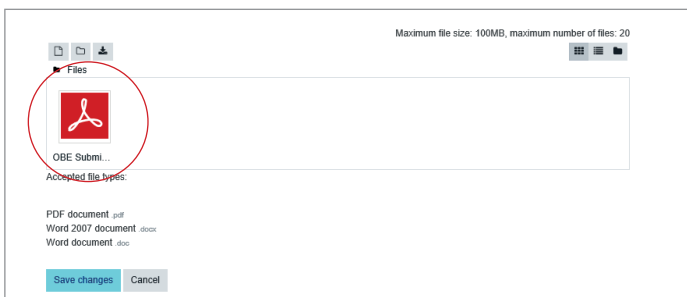 Maximum file size: 100MB, maximum number of files: 20
Files
OBE Submi...
Accepted file types:
PDF document .pdf
Word 2007 document .docx
Word document .doc
Save changes Cancel